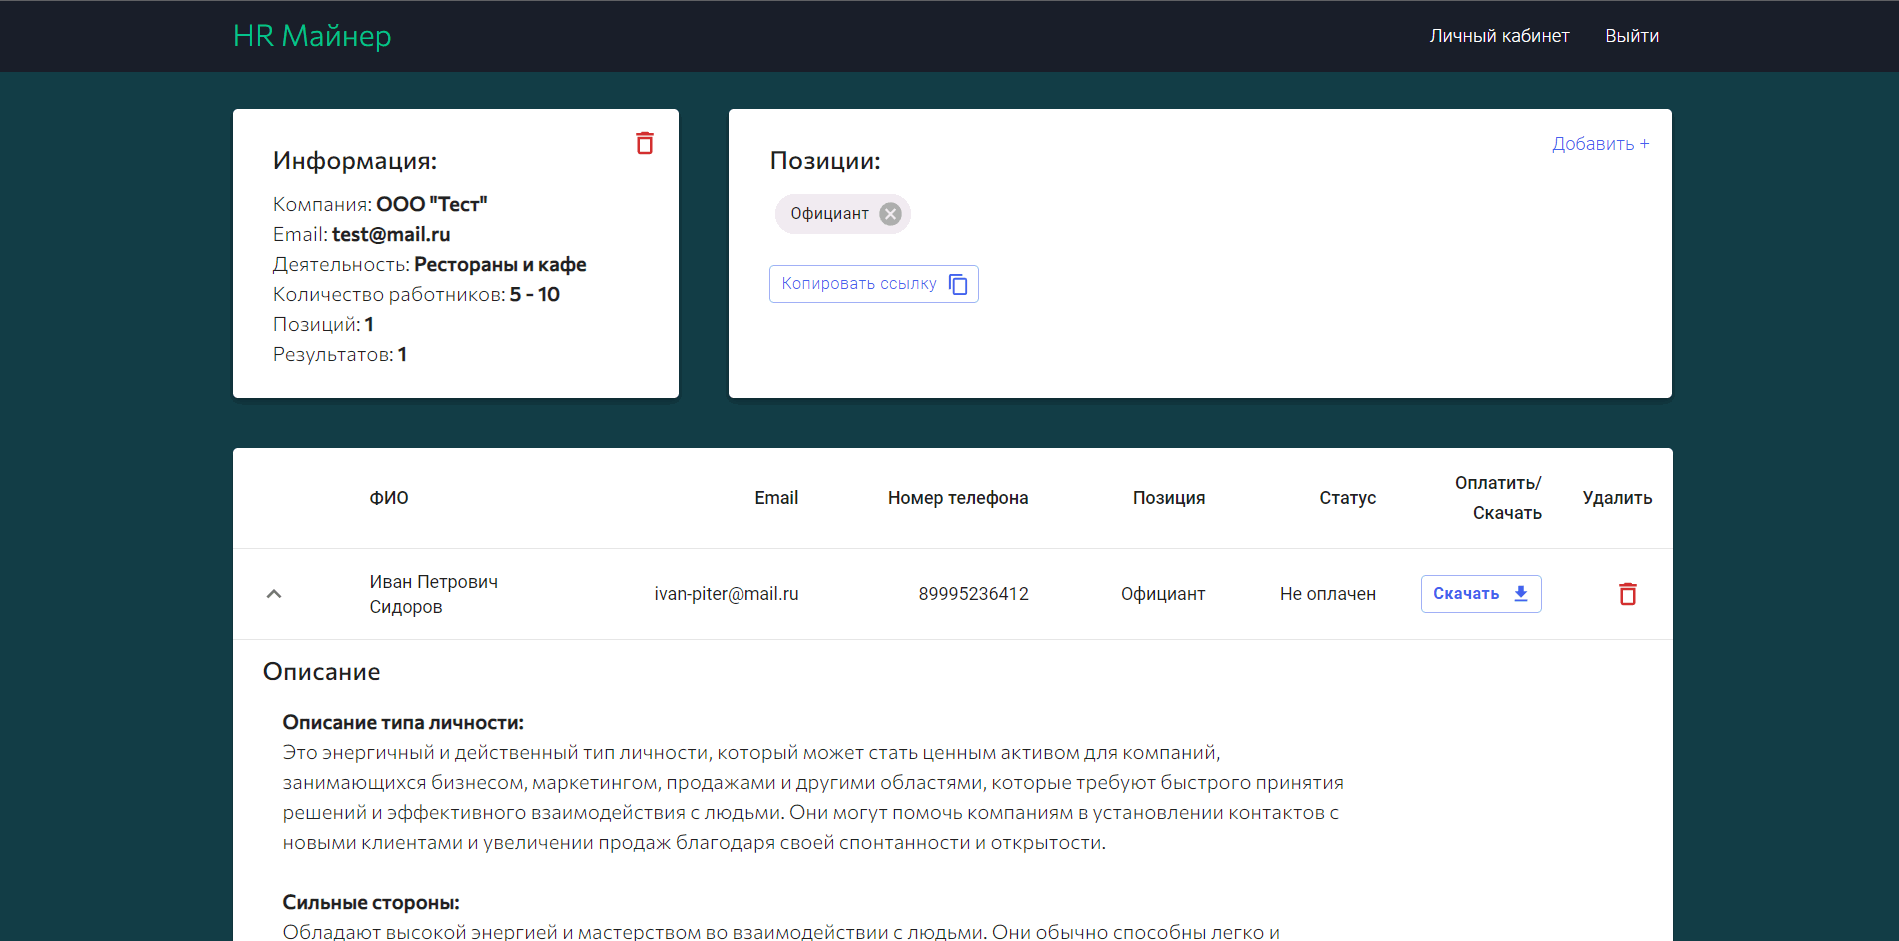 HR Майнер
Личный кабинет
Выйти
Информация:
Компания: ООО "Тест"
Email: test@mail.ru
Деятельность: Рестораны и кафе
Количество работников: 5 - 10
Позиций: 1
Результатов: 1
Позиции:
Добавить +
Официант
Копировать ссылку
ФИО
Email
Номер телефона
Позиция
Статус
Оплатить/
Скачать
Удалить
Иван Петрович
Сидоров
ivan-piter@mail.ru
89995236412
Официант
Не оплачен
Скачать
Описание
Описание типа личности:
Это энергичный и действенный тип личности, который может стать ценным активом для компаний,
занимающихся бизнесом, маркетингом, продажами и другими областями, которые требуют быстрого принятия
решений и эффективного взаимодействия с людьми. Они могут помочь компаниям в установлении контактов с
новыми клиентами и увеличении продаж благодаря своей спонтанности и открытости.
Сильные стороны:
Обладают высокой энергией и мастерством во взаимодействии с людьми. Они обычно способны легко и